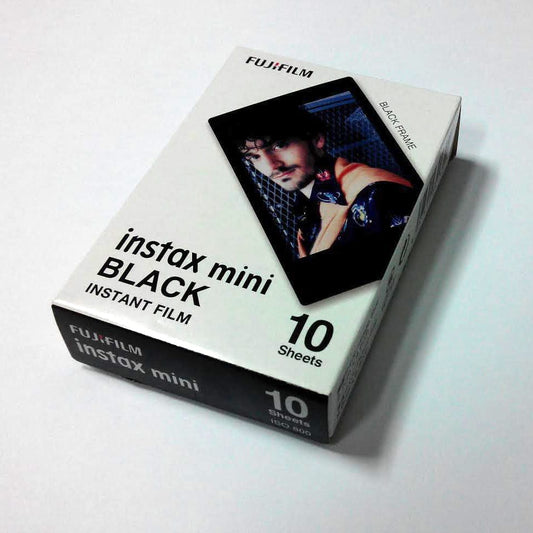 FUJIFILM
BLACK FRAME
instax mini
BLACK
INSTANT FILM
10
Sheets
FUJIFILM
instax mini
10
Sheets
ISO 800